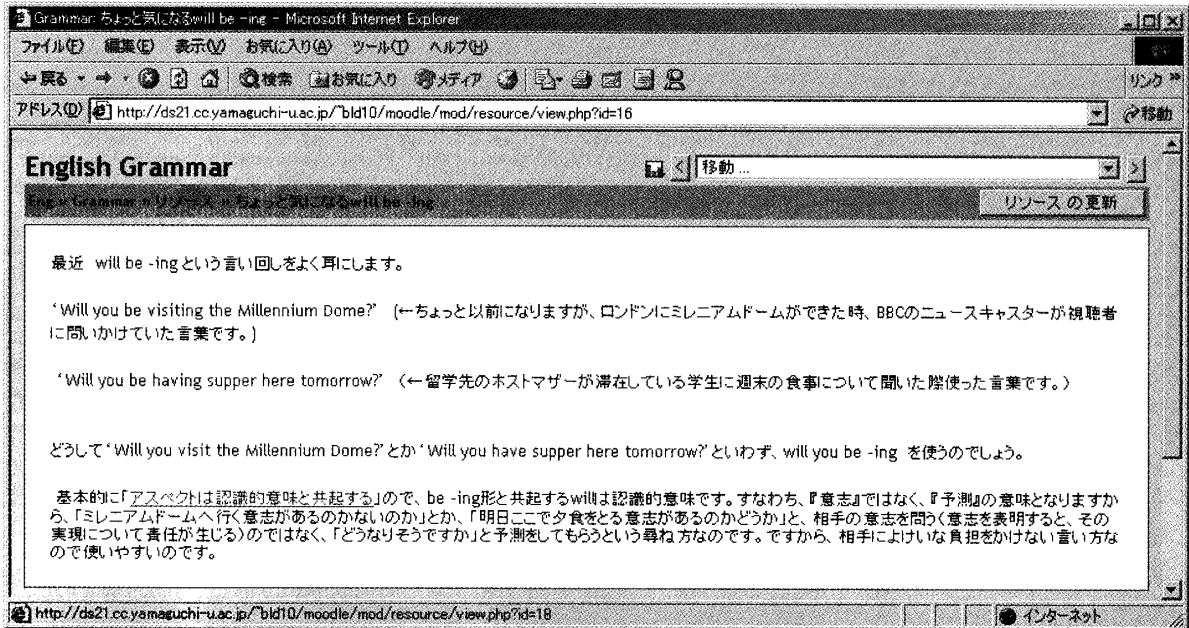 Grammar: ちょっと気になるwill be -ing - Microsoft Internet Explorer
ファイル(F) 編集(E) 表示(V) お気に入り(A) ツール(T) ヘルプ(H)
戻る 検索 お気に入り メディア リンク »
アドレス(D) http://ds21.cc.yamaguchi-u.ac.jp/~bld10/moodle/mod/resource/view.php?id=16 移動
English Grammar < 移動 ... >
Eng » Grammar » リソース » ちょっと気になるwill be -ing リソース の更新
最近 will be -ingという言い回しをよく耳にします。
‘Will you be visiting the Millennium Dome?’ (←ちょっと以前になりますが、ロンドンにミレニアムドームができた時、BBCのニュースキャスターが視聴者
に問いかけていた言葉です。)
‘Will you be having supper here tomorrow?’ (←留学先のホストマザーが滞在している学生に週末の食事について聞いた際使った言葉です。)
どうして‘Will you visit the Millennium Dome?’とか‘Will you have supper here tomorrow?’といわず、will you be -ing を使うのでしょう。
基本的に「アスペクトは認識的意味と共起する」ので、be -ing形と共起するwillは認識的意味です。すなわち、『意志』ではなく、『予測』の意味となりますか
ら、「ミレニアムドームへ行く意志があるのかないのか」とか、「明日ここで夕食をとる意志があるのかどうか」と、相手の意志を問う(意志を表明すると、その
実現について責任が生じる)のではなく、「どうなりそうですか」と予測をしてもらうという尋ね方なのです。ですから、相手によけいな負担をかけない言い方な
ので使いやすいのです。
http://ds21.cc.yamaguchi-u.ac.jp/~bld10/moodle/mod/resource/view.php?id=18 インターネット